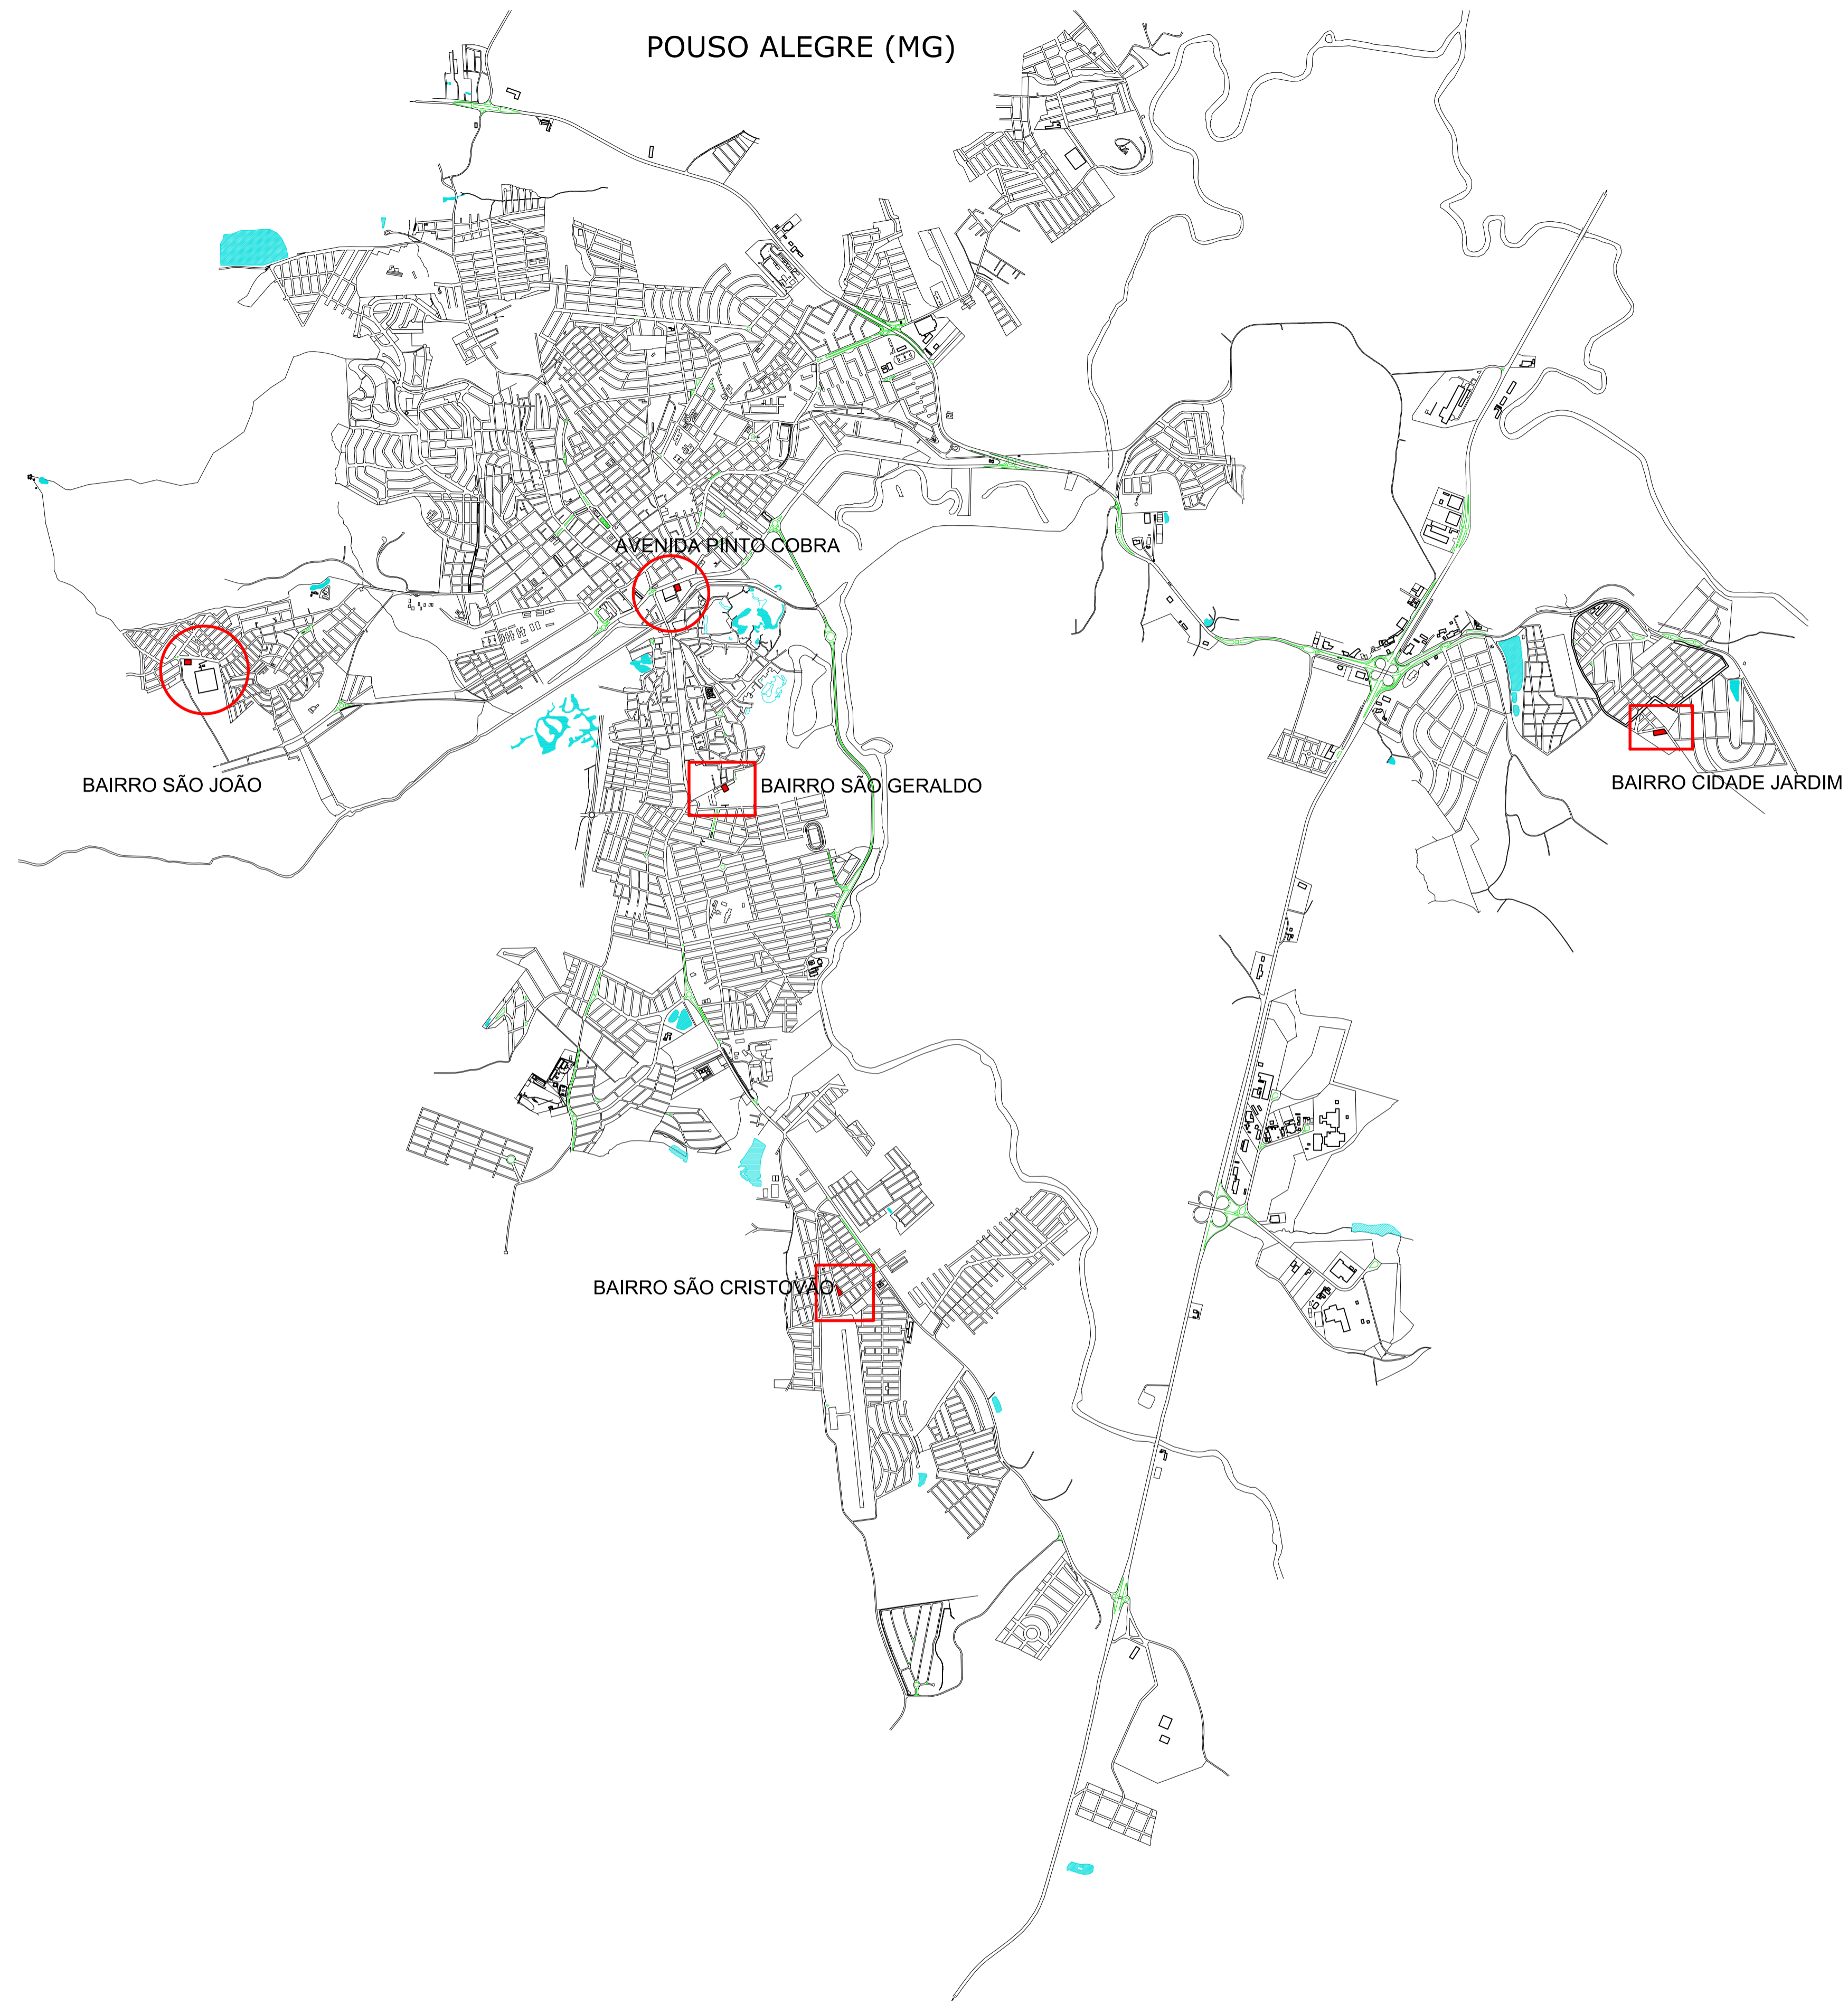 POUSO ALEGRE (MG)
AVENIDA PINTO COBRA
BAIRRO SÃO JOÃO
BAIRRO SÃO GERALDO
BAIRRO CIDADE JARDIM
BAIRRO SÃO CRISTOVÃO